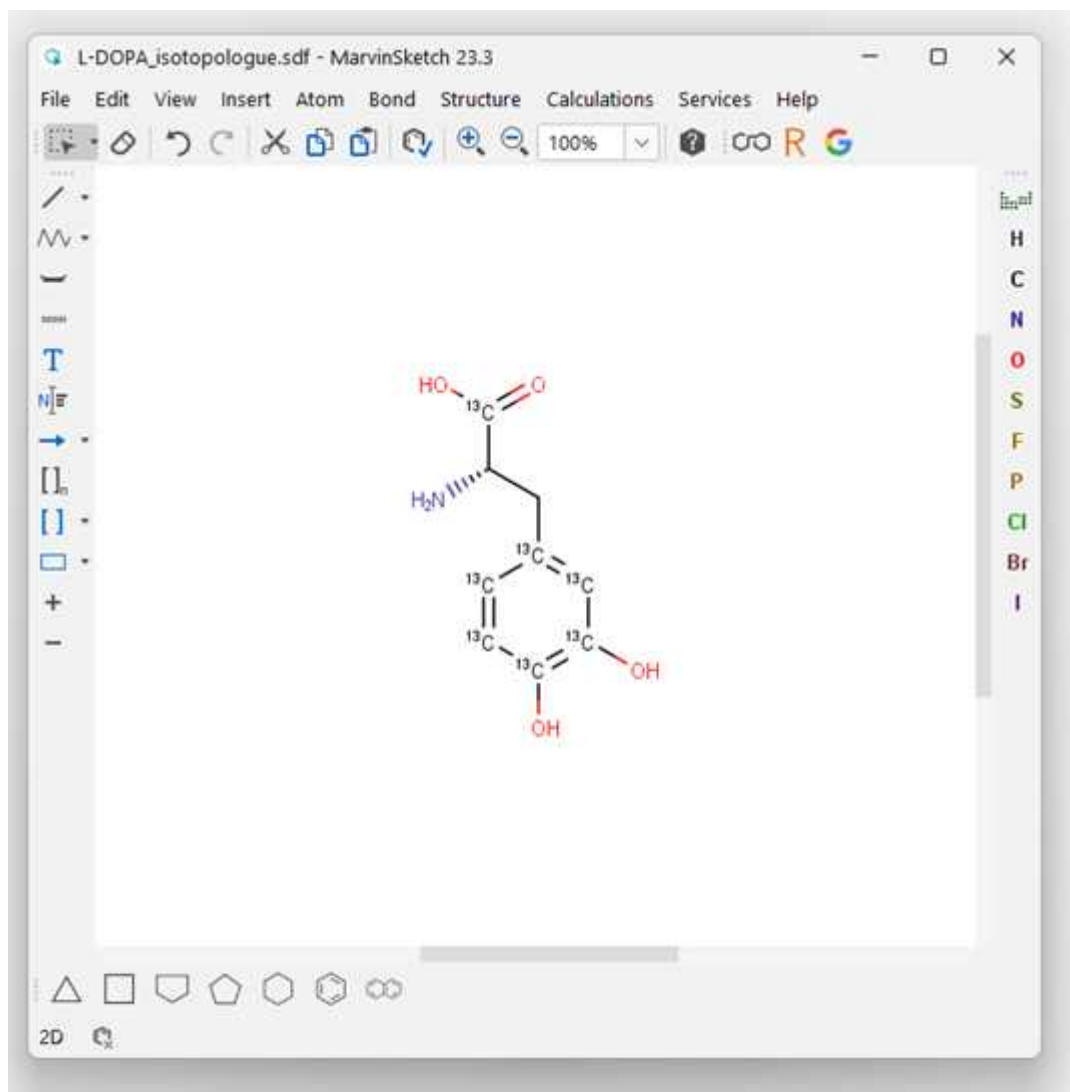 L-DOPA_isotopologue.sdf - MarvinSketch 23.3
File Edit View Insert Atom Bond Structure Calculations Services Help
100% ? R G
H
C
T N
N O
[ ]n S
F
P
[ ] Cl
Br
+ I
−
HO O
¹³C
H₂N
¹³C
¹³C ¹³C
¹³C ¹³C
¹³C OH
OH
2D